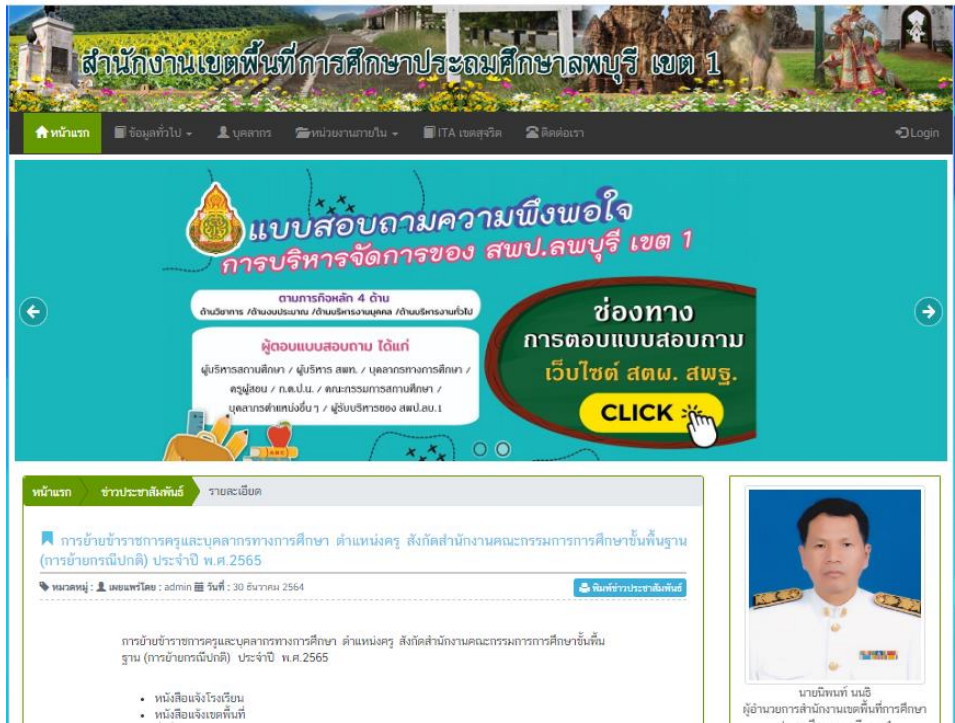 สำนักงานเขตพื้นที่การศึกษาประถมศึกษาลพบุรี เขต 1
หน้าแรก ข้อมูลทั่วไป บุคลากร หน่วยงานภายใน ITA เขตสุจริต ติดต่อเรา Login
แบบสอบถามความพึงพอใจ
การบริหารจัดการของ สพป.ลพบุรี เขต 1
ตามภารกิจหลัก 4 ด้าน
ด้านวิชาการ /ด้านงบประมาณ /ด้านบริหารงานบุคคล /ด้านบริหารงานทั่วไป
ผู้ตอบแบบสอบถาม ได้แก่
ผู้บริหารสถานศึกษา / ผู้บริหาร สพท. / บุคลากรทางการศึกษา /
ครูผู้สอน / ก.ต.ป.น. / คณะกรรมการสถานศึกษา /
บุคลากรตำแหน่งอื่น ๆ / ผู้รับบริหารของ สพป.ลบ.1
ช่องทาง
การตอบแบบสอบถาม
เว็บไซต์ สตผ. สพฐ.
CLICK
หน้าแรก ข่าวประชาสัมพันธ์ รายละเอียด
การย้ายข้าราชการครูและบุคลากรทางการศึกษา ตำแหน่งครู สังกัดสำนักงานคณะกรรมการการศึกษาขั้นพื้นฐาน
(การย้ายกรณีปกติ) ประจำปี พ.ศ.2565
หมวดหมู่ : เผยแพร่โดย : admin วันที่ : 30 ธันวาคม 2564
พิมพ์ข่าวประชาสัมพันธ์
การย้ายข้าราชการครูและบุคลากรทางการศึกษา ตำแหน่งครู สังกัดสำนักงานคณะกรรมการการศึกษาขั้นพื้น
ฐาน (การย้ายกรณีปกติ) ประจำปี พ.ศ.2565
• หนังสือแจ้งโรงเรียน
• หนังสือแจ้งเขตพื้นที่
นายนิพนท์ นนธิ
ผู้อำนวยการสำนักงานเขตพื้นที่การศึกษา